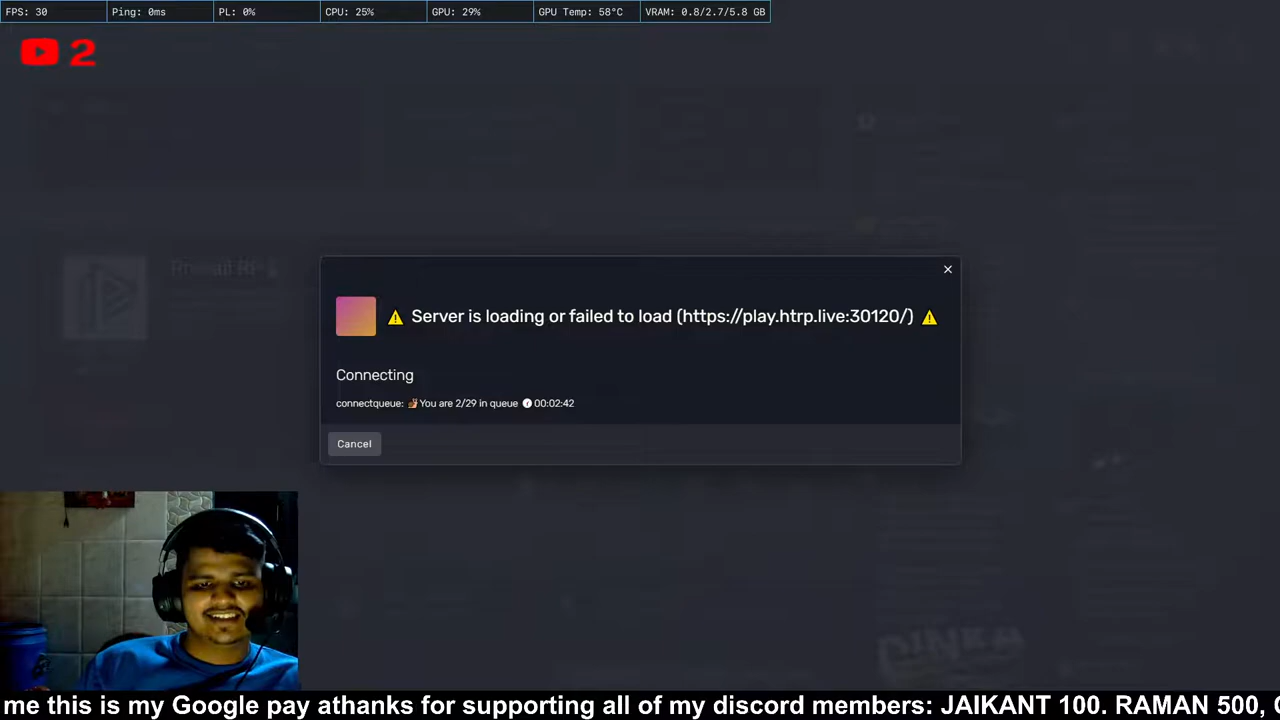 FPS: 30 Ping: 0ms PL: 0% CPU: 25% GPU: 29% GPU Temp: 58°C VRAM: 0.8/2.7/5.8 GB
2
⚠ Server is loading or failed to load (https://play.htrp.live:30120/) ⚠
Connecting
connectqueue: 🐌You are 2/29 in queue 🕜00:02:42
Cancel
me this is my Google pay athanks for supporting all of my discord members: JAIKANT 100. RAMAN 500,